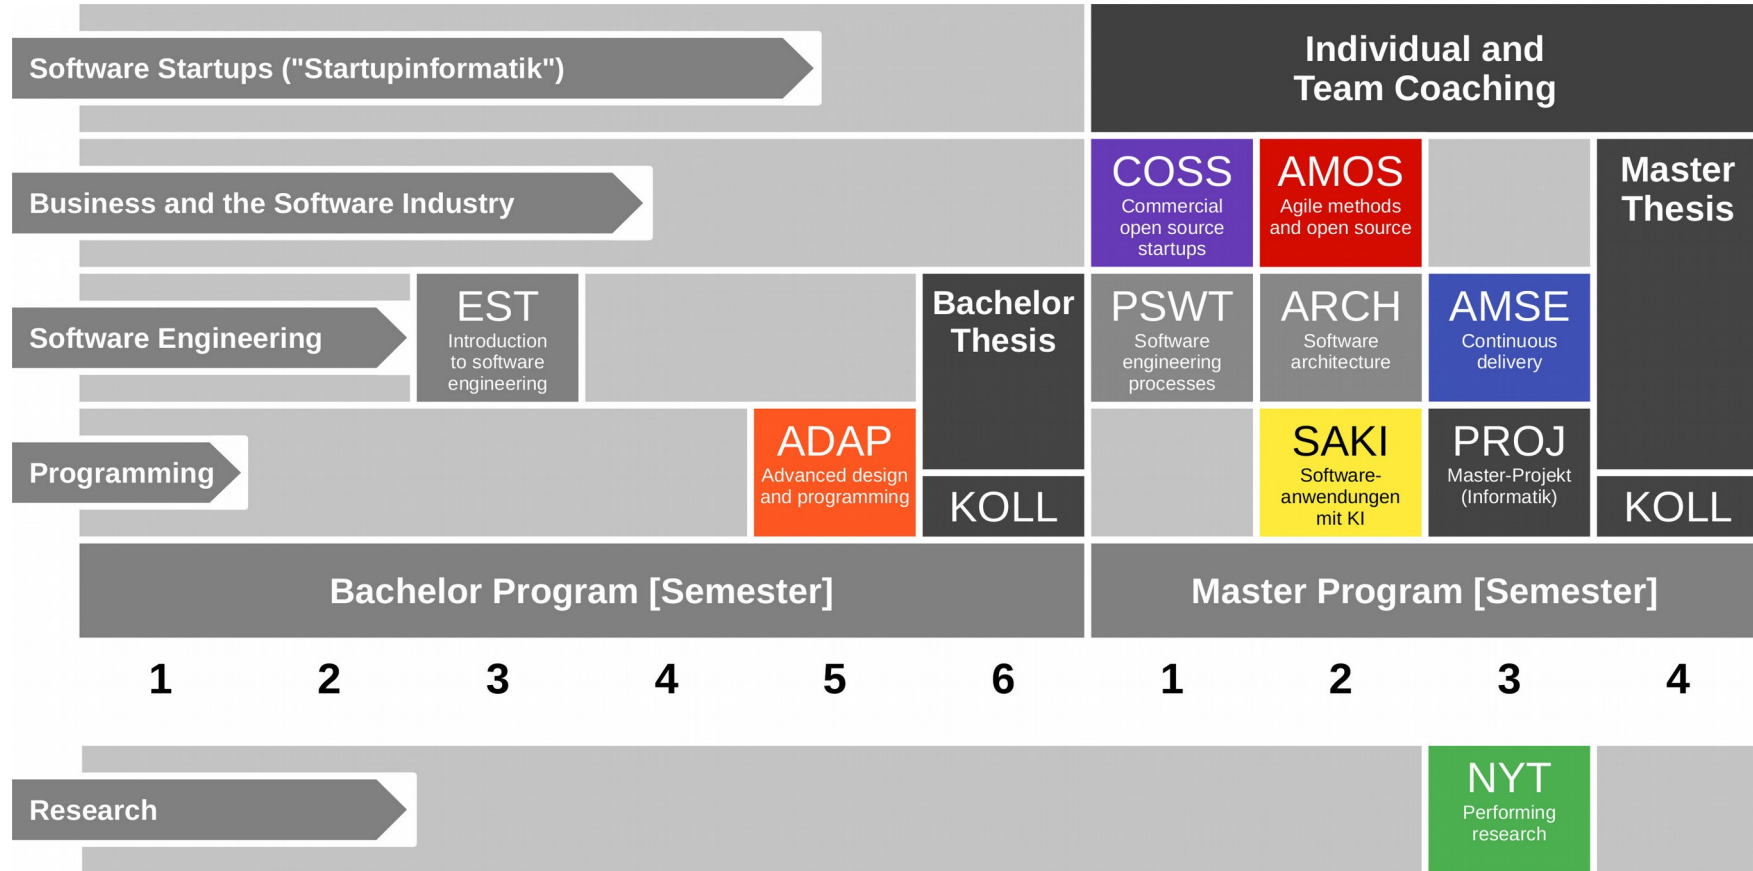 Software Startups ("Startupinformatik")
Individual and
Team Coaching
Business and the Software Industry
COSS
Commercial
open source
startups
AMOS
Agile methods
and open source
Master
Thesis
Software Engineering
EST
Introduction
to software
engineering
Bachelor
Thesis
PSWT
Software
engineering
processes
ARCH
Software
architecture
AMSE
Continuous
delivery
Programming
ADAP
Advanced design
and programming
KOLL
SAKI
Software-
anwendungen
mit KI
PROJ
Master-Projekt
(Informatik)
KOLL
Bachelor Program [Semester]
Master Program [Semester]
1 2 3 4 5 6 1 2 3 4
Research
NYT
Performing
research